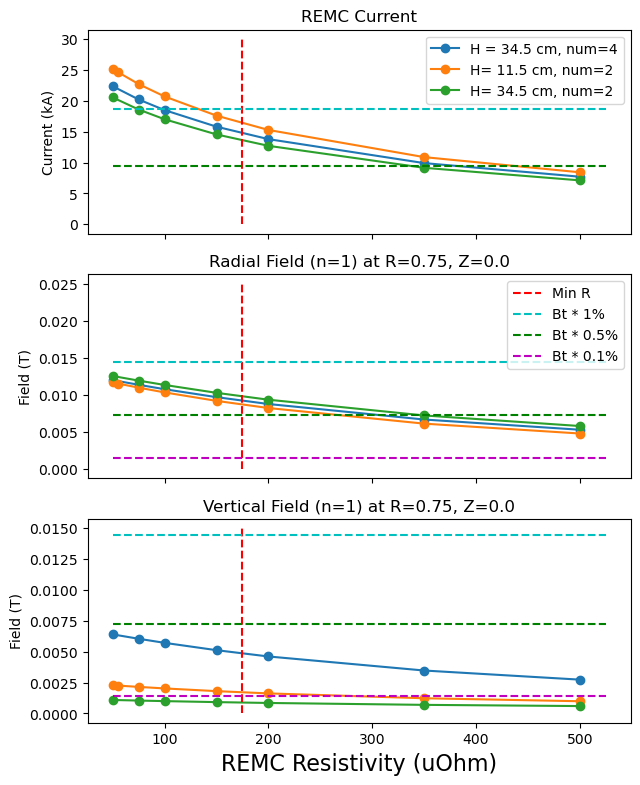 REMC Current
30
25
20
15
10
5
0
Current (kA)
H = 34.5 cm, num=4
H= 11.5 cm, num=2
H= 34.5 cm, num=2
Radial Field (n=1) at R=0.75, Z=0.0
0.025
0.020
0.015
0.010
0.005
0.000
Field (T)
Min R
Bt * 1%
Bt * 0.5%
Bt * 0.1%
Vertical Field (n=1) at R=0.75, Z=0.0
0.0150
0.0125
0.0100
0.0075
0.0050
0.0025
0.0000
Field (T)
100 200 300 400 500
REMC Resistivity (uOhm)